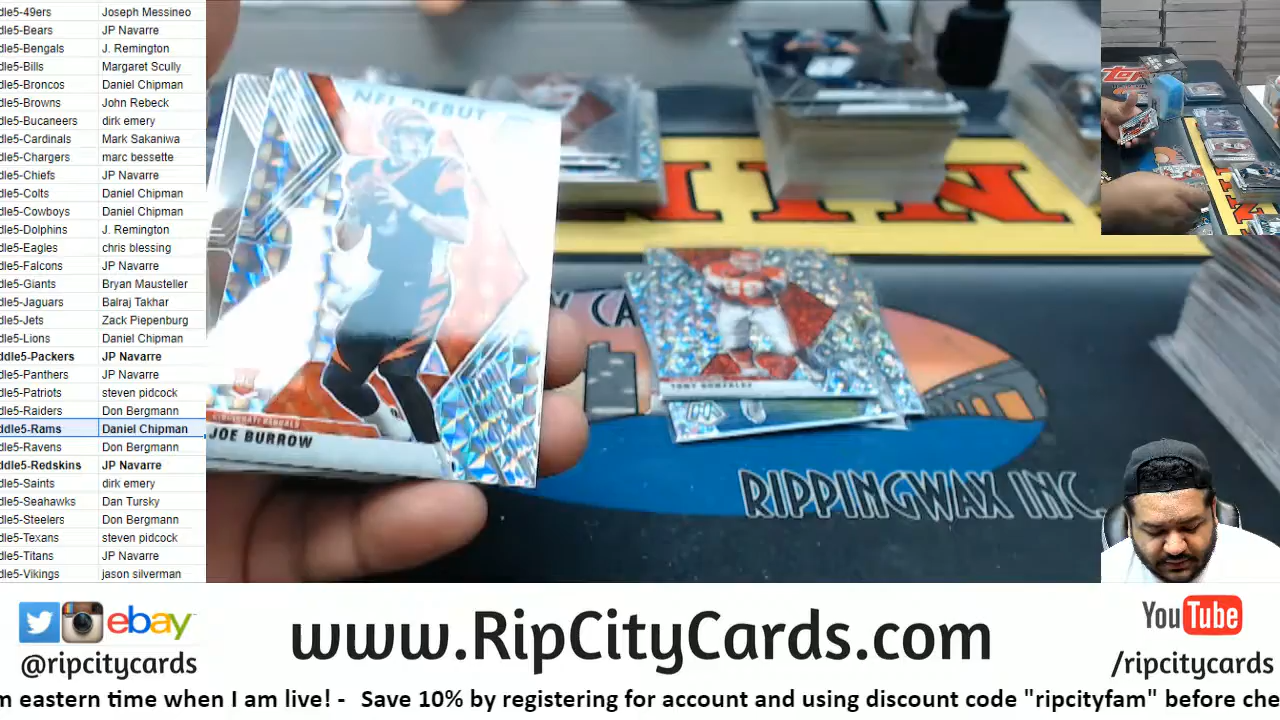 dle5-49ers Joseph Messineo
dle5-Bears JP Navarre
dle5-Bengals J. Remington
dle5-Bills Margaret Scully
dle5-Broncos Daniel Chipman
dle5-Browns John Rebeck
dle5-Bucaneers dirk emery
dle5-Cardinals Mark Sakaniwa
dle5-Chargers marc bessette
dle5-Chiefs JP Navarre
dle5-Colts Daniel Chipman
dle5-Cowboys Daniel Chipman
dle5-Dolphins J. Remington
dle5-Eagles chris blessing
dle5-Falcons JP Navarre
dle5-Giants Bryan Mausteller
dle5-Jaguars Balraj Takhar
dle5-Jets Zack Piepenburg
dle5-Lions Daniel Chipman
ddle5-Packers JP Navarre
dle5-Panthers JP Navarre
dle5-Patriots steven pidcock
dle5-Raiders Don Bergmann
ddle5-Rams Daniel Chipman
dle5-Ravens Don Bergmann
ddle5-Redskins JP Navarre
dle5-Saints dirk emery
dle5-Seahawks Dan Tursky
dle5-Steelers Don Bergmann
dle5-Texans steven pidcock
dle5-Titans JP Navarre
dle5-Vikings jason silverman
NFL DEBUT
CINCINNATI BENGALS
JOE BURROW
TONY GONZALEZ
RIPPINGWAX INC.
ebay
@ripcitycards
www.RipCityCards.com
YouTube
/ripcitycards
m eastern time when I am live! - Save 10% by registering for account and using discount code "ripcityfam" before che